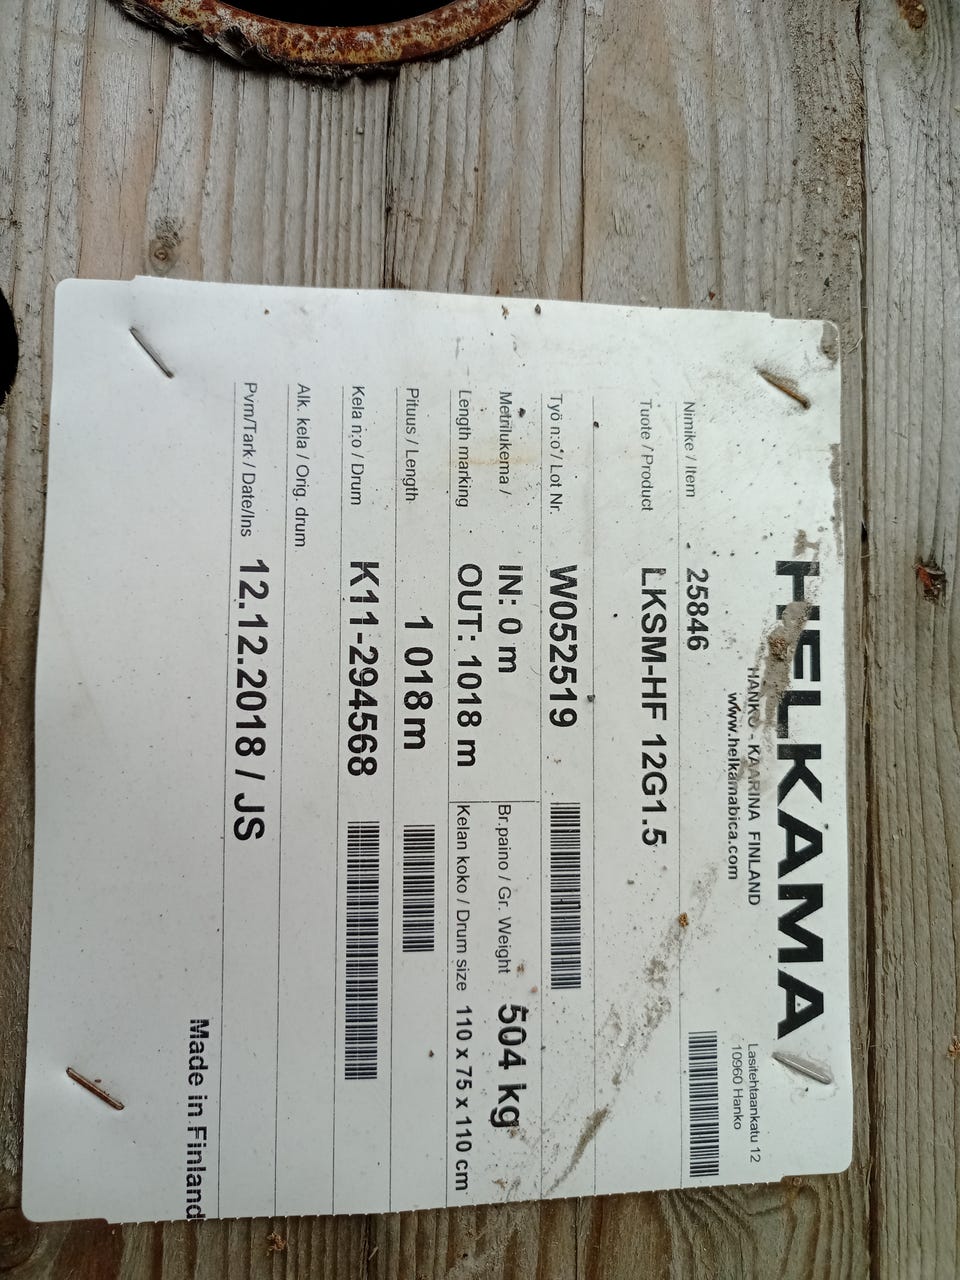 HELKAMA
HANKO - KAARINA FINLAND
www.helkamabica.com
Lasitehtaankatu 12
10960 Hanko
Nimike / Item 25846
Tuote / Product LKSM-HF 12G1.5
Työ n:o / Lot Nr. W052519
Metrilukema / IN: 0 m Br.paino / Gr. Weight 504 kg
Length marking OUT: 1018 m Kelan koko / Drum size 110 x 75 x 110 cm
Pituus / Length 1 018 m
Kela n:o / Drum K11-294568
Alk. kela / Orig. drum
Pvm/Tark / Date/Ins 12.12.2018 / JS
Made in Finland